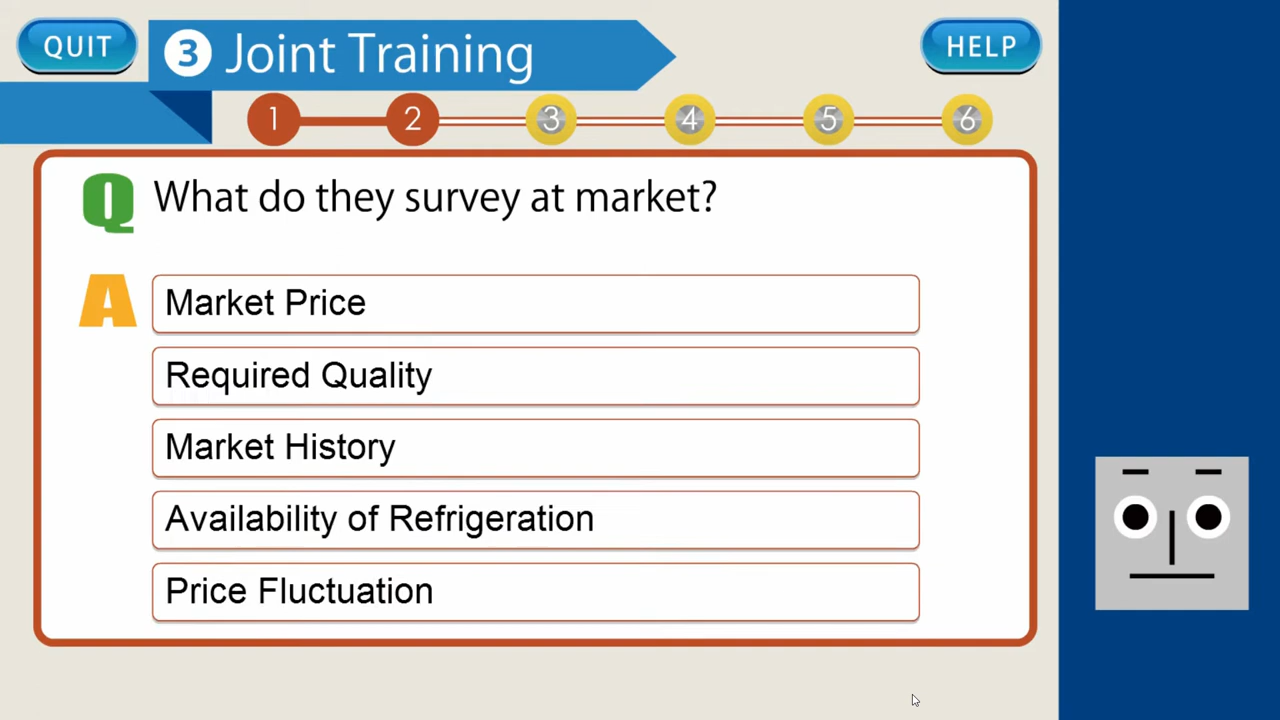 QUIT
3 Joint Training
HELP
1 2 3 4 5 6
Q What do they survey at market?
A Market Price
Required Quality
Market History
Availability of Refrigeration
Price Fluctuation